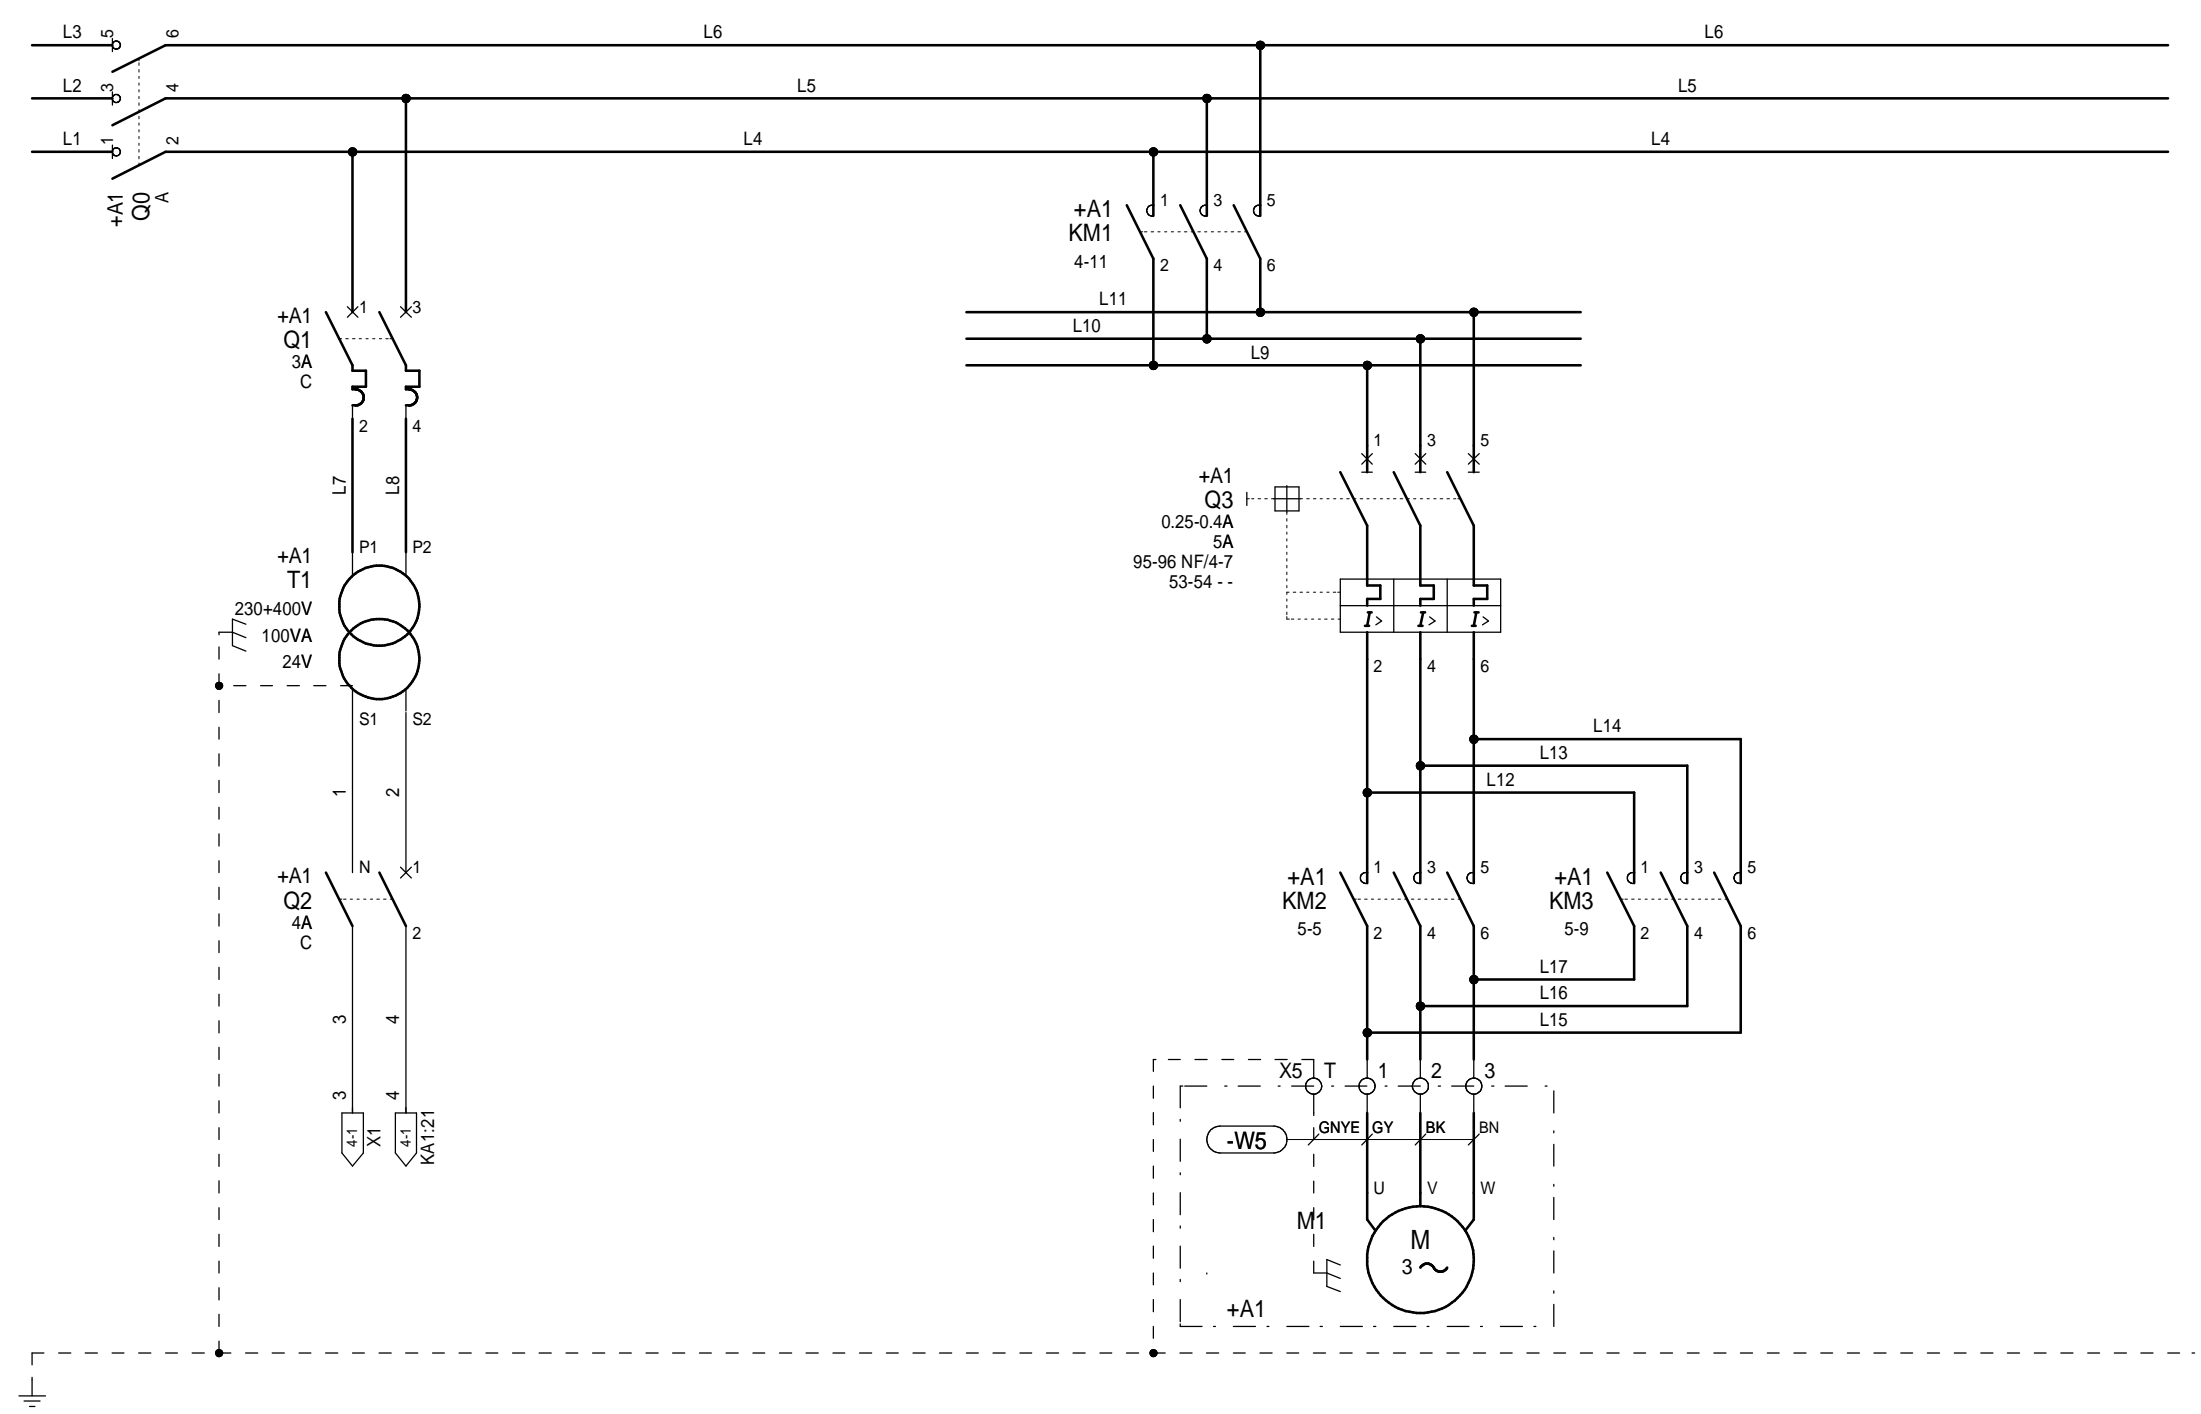 L3 5 6 L6 L6
L2 3 4 L5 L5
L1 1 2 L4 L4
+A1
Q0
A
+A1
KM1
4-11
1 3 5
2 4 6
L11
L10
L9
+A1
Q1
3A
C
1 3
2 4
L7 L8
+A1
T1
230+400V
100VA
24V
P1 P2
S1 S2
1 2
+A1
Q2
4A
C
N 1
2
3 4
3 4
4-1 X1 4-1 KA1:21
+A1
Q3
0.25-0.4A
5A
95-96 NF/4-7
53-54 - -
1 3 5
I> I> I>
2 4 6
L14
L13
L12
+A1
KM2
5-5
1 3 5
2 4 6
+A1
KM3
5-9
1 3 5
2 4 6
L17
L16
L15
X5 T 1 2 3
-W5 GNYE GY BK BN
U V W
M1
M
3
+A1